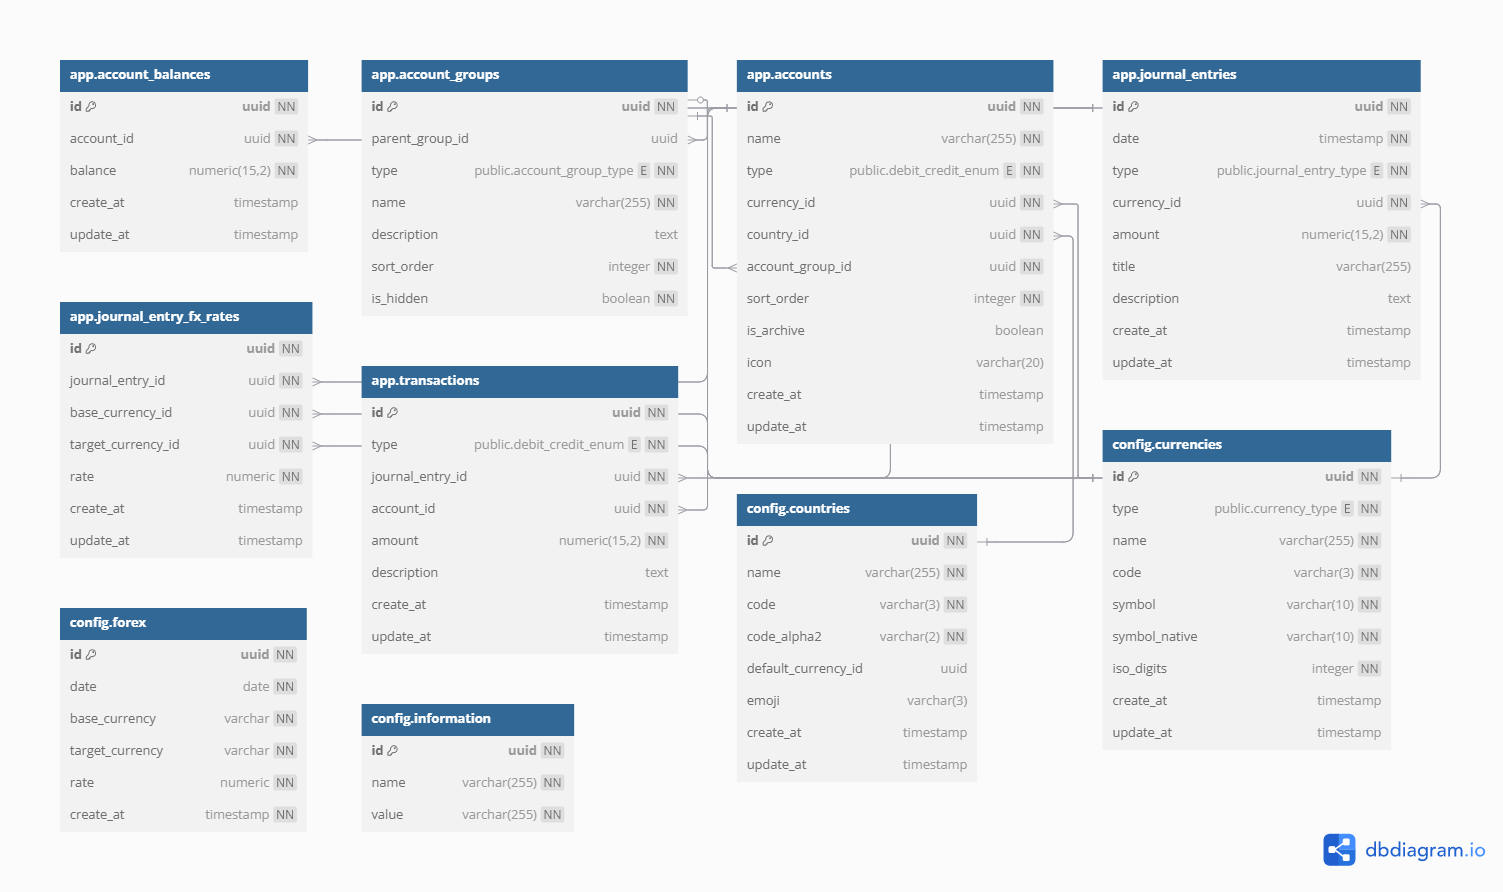 app.account_balances
id uuid NN
account_id uuid NN
balance numeric(15,2) NN
create_at timestamp
update_at timestamp
app.account_groups
id uuid NN
parent_group_id uuid
type public.account_group_type E NN
name varchar(255) NN
description text
sort_order integer NN
is_hidden boolean NN
app.accounts
id uuid NN
name varchar(255) NN
type public.debit_credit_enum E NN
currency_id uuid NN
country_id uuid NN
account_group_id uuid NN
sort_order integer NN
is_archive boolean
icon varchar(20)
create_at timestamp
update_at timestamp
app.journal_entries
id uuid NN
date timestamp NN
type public.journal_entry_type E NN
currency_id uuid NN
amount numeric(15,2) NN
title varchar(255)
description text
create_at timestamp
update_at timestamp
app.journal_entry_fx_rates
id uuid NN
journal_entry_id uuid NN
base_currency_id uuid NN
target_currency_id uuid NN
rate numeric NN
create_at timestamp
update_at timestamp
app.transactions
id uuid NN
type public.debit_credit_enum E NN
journal_entry_id uuid NN
account_id uuid NN
amount numeric(15,2) NN
description text
create_at timestamp
update_at timestamp
config.countries
id uuid NN
name varchar(255) NN
code varchar(3) NN
code_alpha2 varchar(2) NN
default_currency_id uuid
emoji varchar(3)
create_at timestamp
update_at timestamp
config.currencies
id uuid NN
type public.currency_type E NN
name varchar(255) NN
code varchar(3) NN
symbol varchar(10) NN
symbol_native varchar(10) NN
iso_digits integer NN
create_at timestamp
update_at timestamp
config.forex
id uuid NN
date date NN
base_currency varchar NN
target_currency varchar NN
rate numeric NN
create_at timestamp NN
config.information
id uuid NN
name varchar(255) NN
value varchar(255) NN
dbdiagram.io